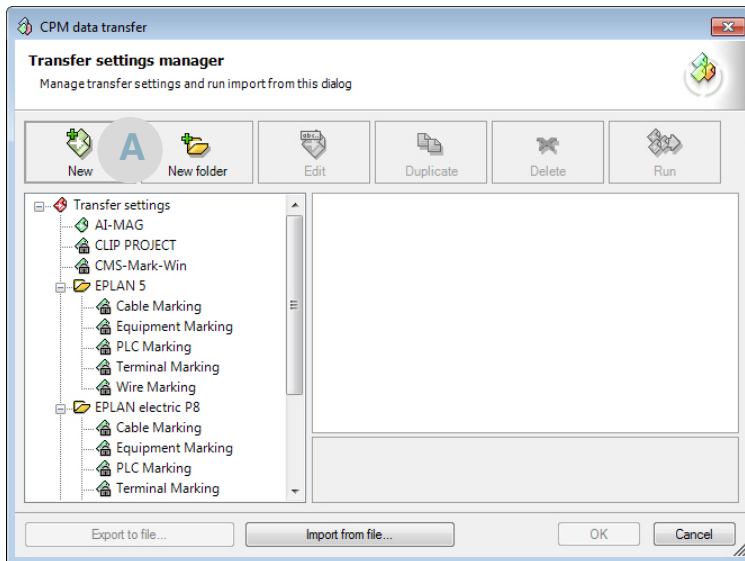 CPM data transfer
Transfer settings manager
Manage transfer settings and run import from this dialog
New
A
New folder
abc..
Edit
Duplicate
Delete
Run
Transfer settings
AI-MAG
CLIP PROJECT
CMS-Mark-Win
EPLAN 5
Cable Marking
Equipment Marking
PLC Marking
Terminal Marking
Wire Marking
EPLAN electric P8
Cable Marking
Equipment Marking
PLC Marking
Terminal Marking
Export to file...
Import from file...
OK
Cancel